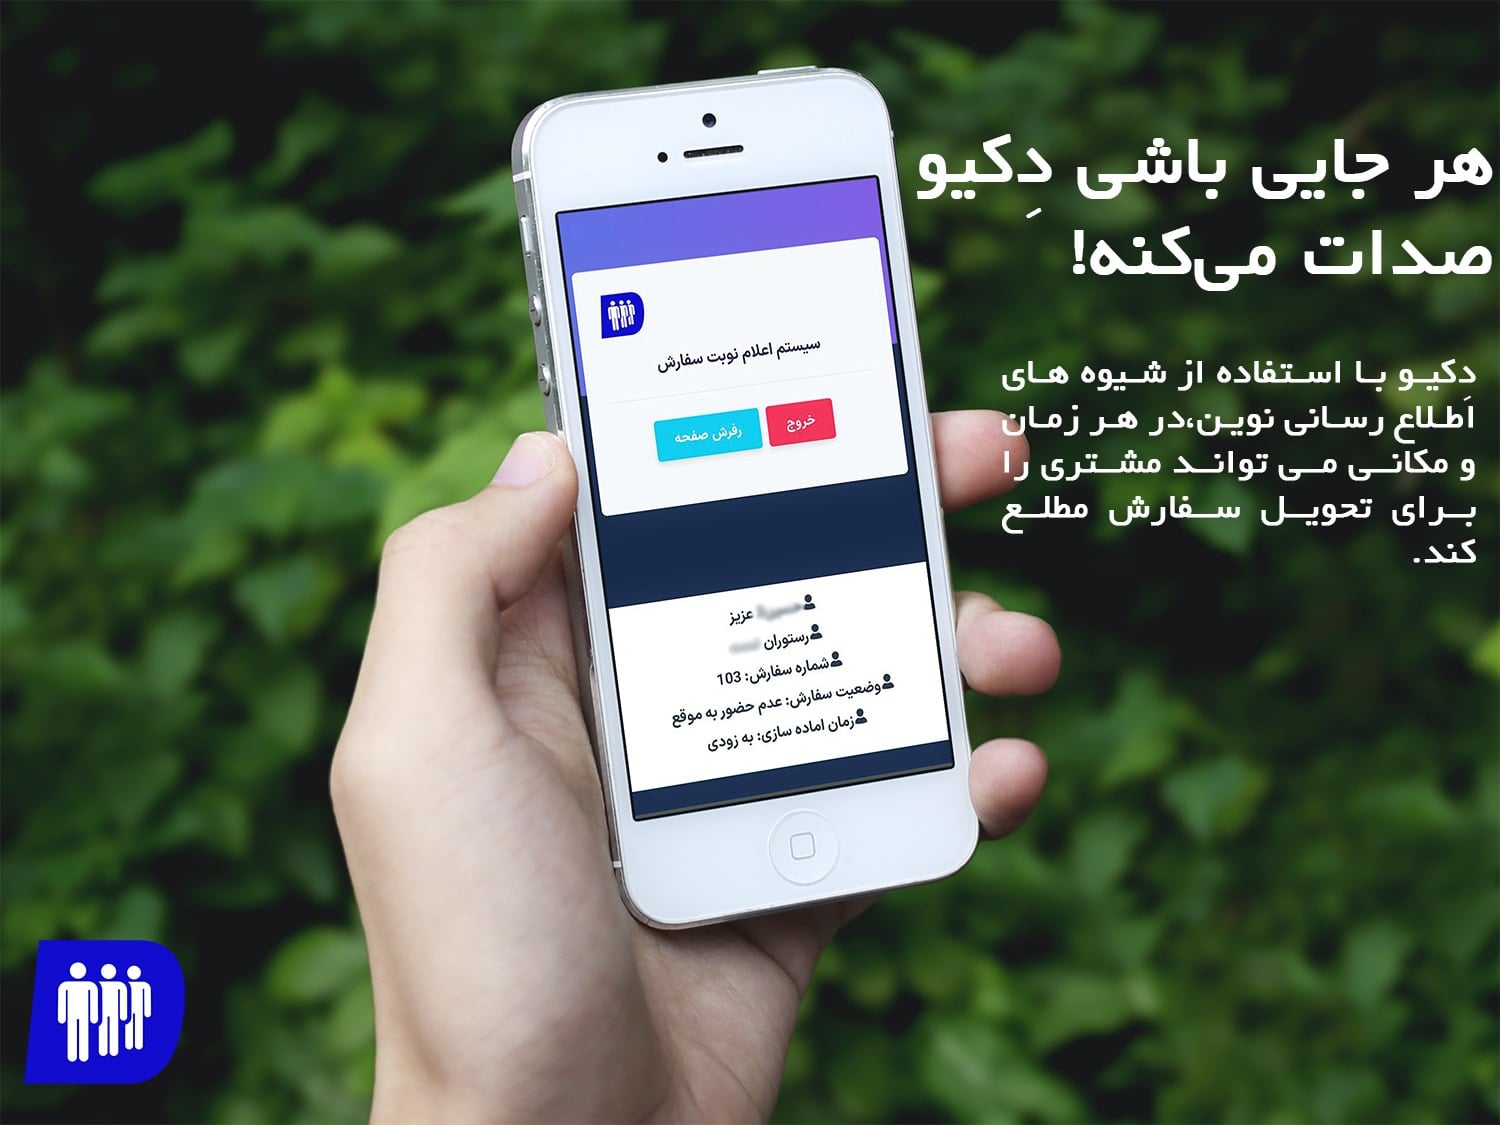 هر جایی باشی دِکیو
صدات می‌کنه!
دِکیو با استفاده از شیوه های
اطلاع رسانی نوین،در هر زمان
و مکانی می تواند مشتری را
برای تحویل سفارش مطلع
کند.
سیستم اعلام نوبت سفارش
خروج
رفرش صفحه
عزیز
رستوران
شماره سفارش: 103
وضعیت سفارش: عدم حضور به موقع
زمان اماده سازی: به زودی